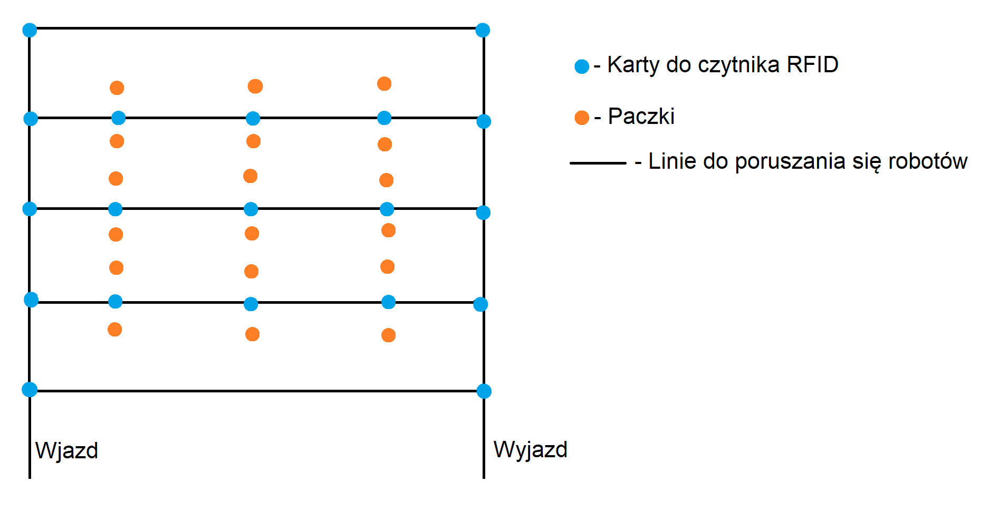 - Karty do czytnika RFID
- Paczki
- Linie do poruszania się robotów
Wjazd
Wyjazd